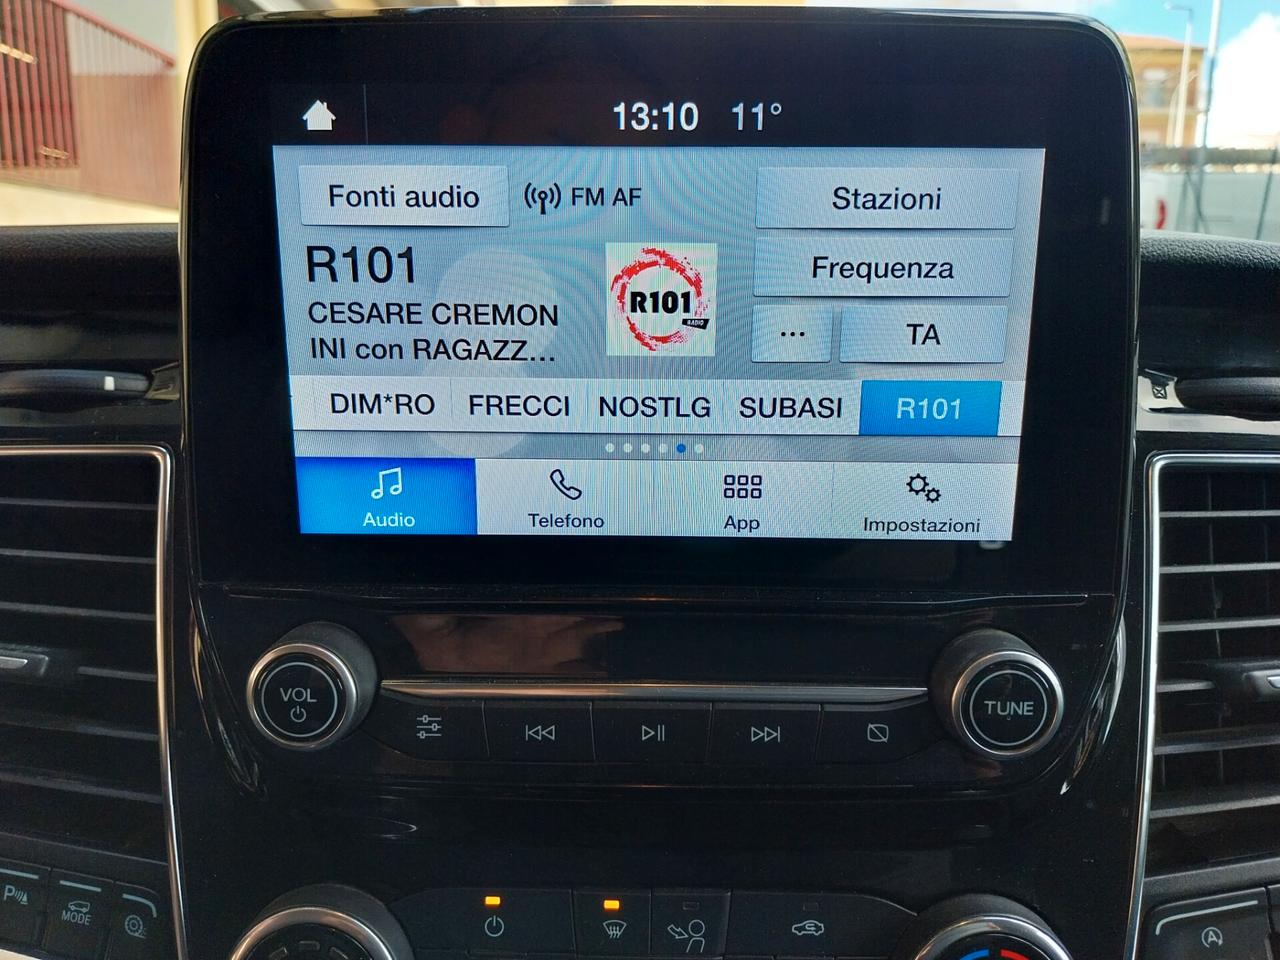 13:10 11°
Fonti audio FM AF Stazioni
R101
CESARE CREMON
INI con RAGAZZ...
R101
RADIO
Frequenza
... TA
DIM*RO FRECCI NOSTLG SUBASI R101
Audio Telefono App Impostazioni
VOL TUNE
P MODE
A